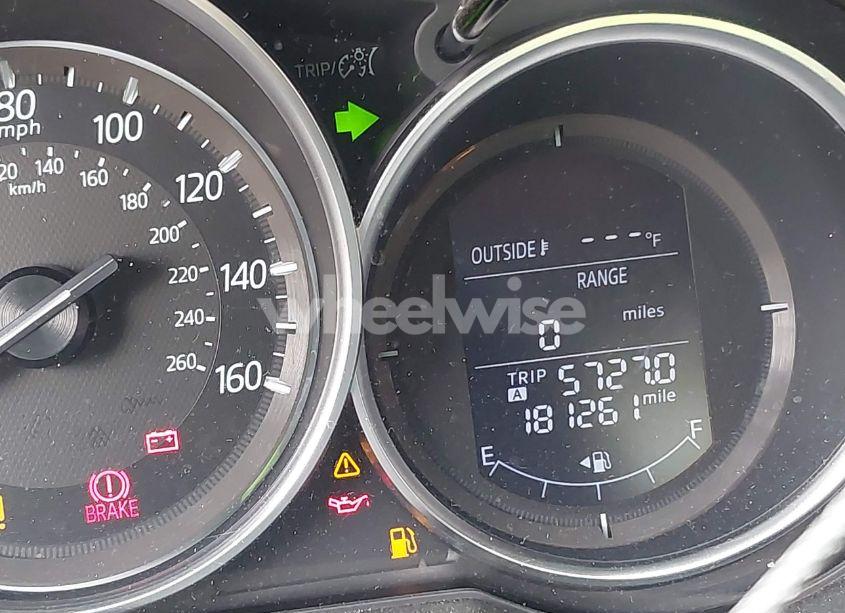 TRIP/
80
mph
100
120
140
160
km/h
120
140
160
180
200
220
240
260
BRAKE
OUTSIDE ---°F
RANGE
0 miles
TRIP A 5727.0
181261 mile
E F
wheelwise